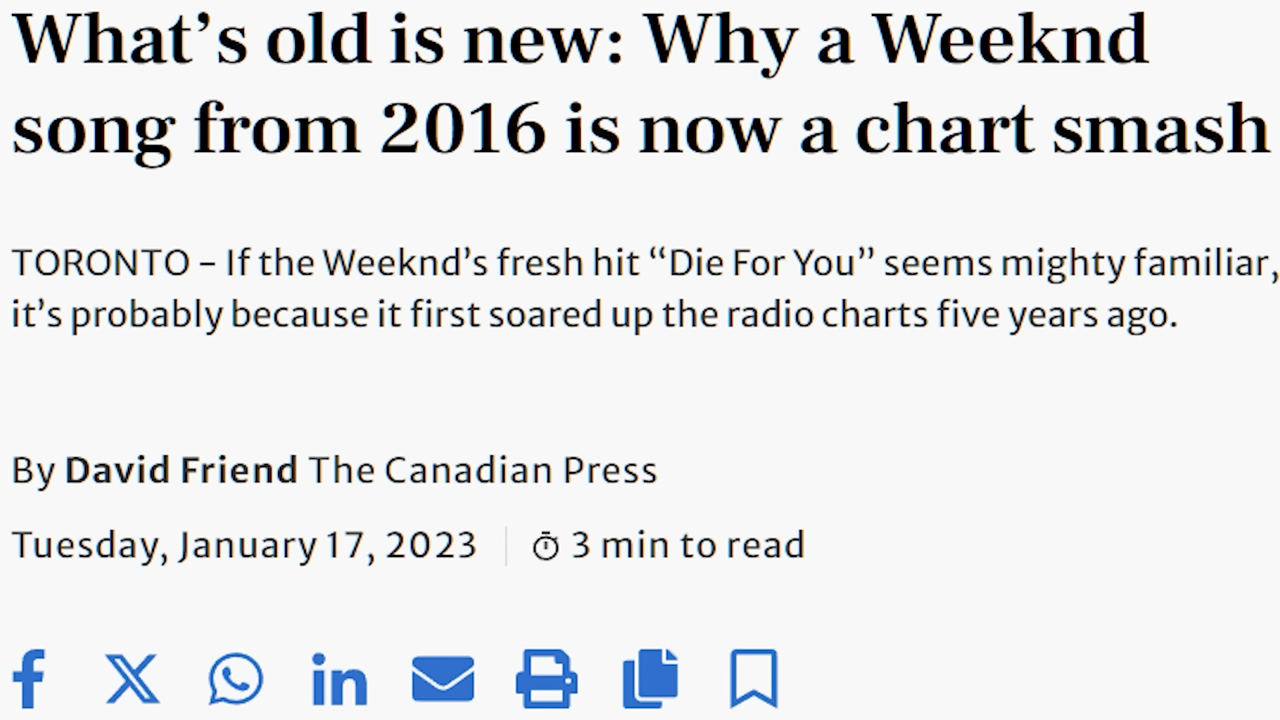 What’s old is new: Why a Weeknd
song from 2016 is now a chart smash
TORONTO – If the Weeknd’s fresh hit “Die For You” seems mighty familiar,
it’s probably because it first soared up the radio charts five years ago.
By David Friend The Canadian Press
Tuesday, January 17, 2023 3 min to read